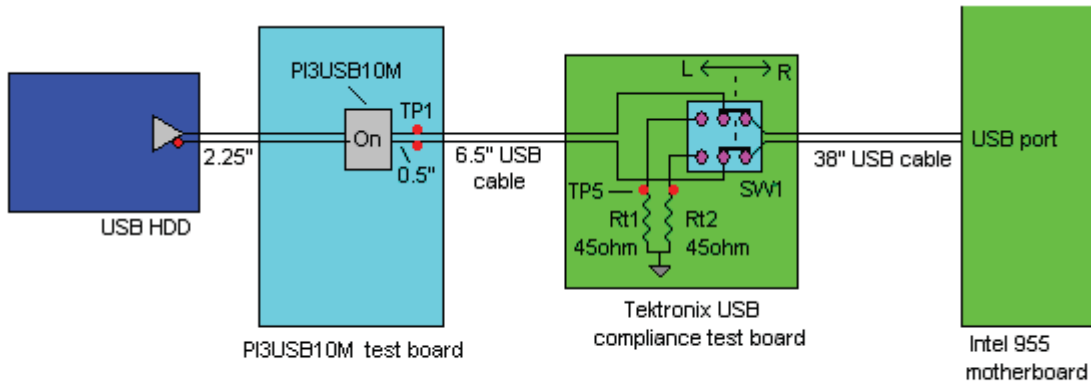 PI3USB10M
On
TP1
2.25"
0.5"
6.5" USB
cable
USB HDD
PI3USB10M test board
L R
SW1
TP5
Rt1 Rt2
45ohm 45ohm
Tektronix USB
compliance test board
38" USB cable
USB port
Intel 955
motherboard